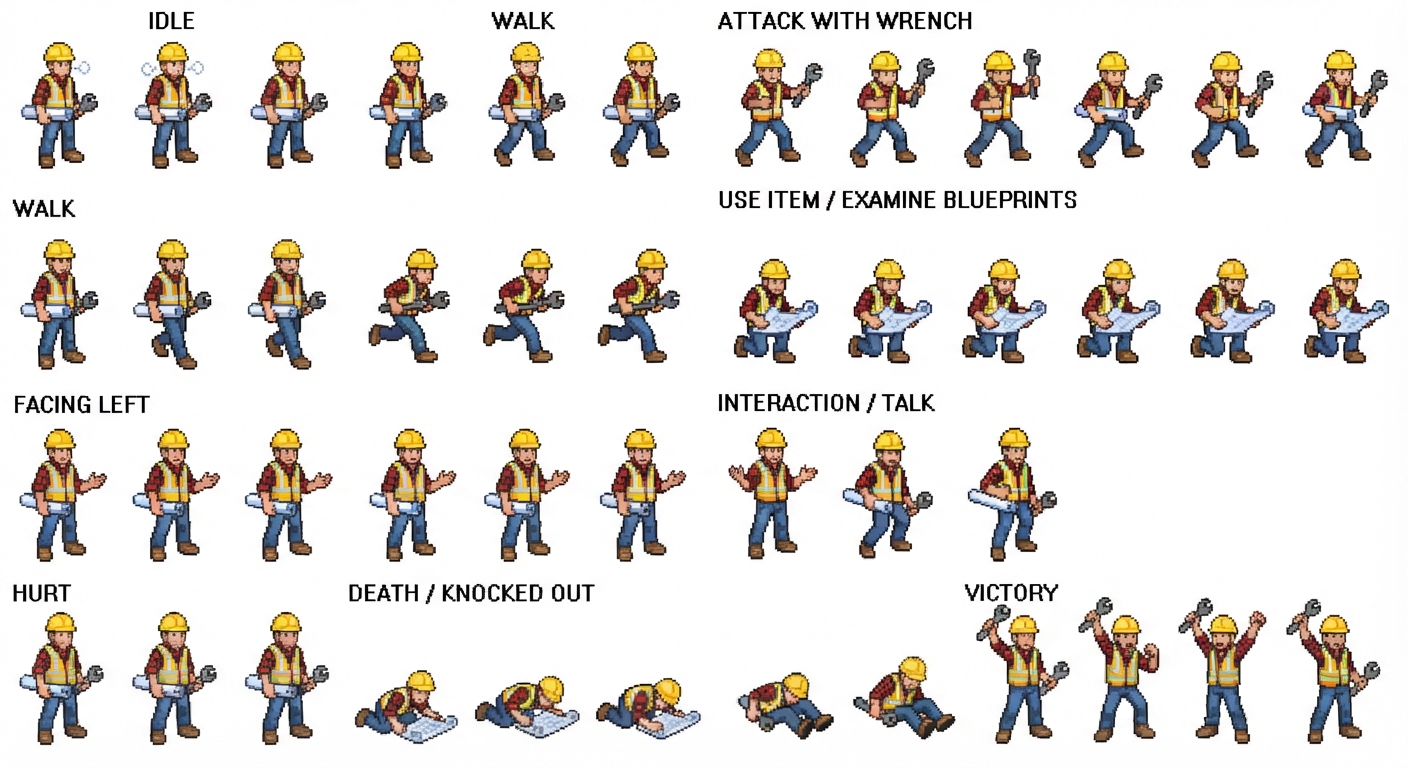 IDLE
WALK
ATTACK WITH WRENCH
WALK
USE ITEM / EXAMINE BLUEPRINTS
FACING LEFT
INTERACTION / TALK
HURT
DEATH / KNOCKED OUT
VICTORY